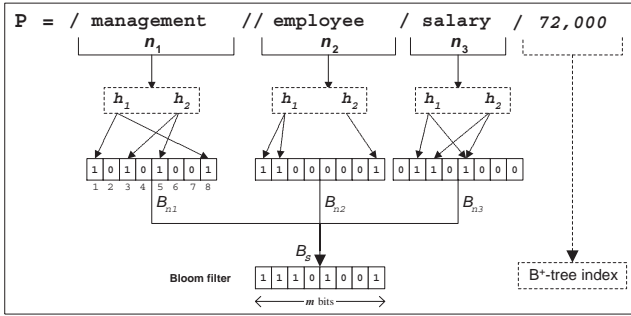 P = / management // employee / salary / 72,000
n1 n2 n3
h1 h2 h1 h2 h1 h2
1 0 1 0 1 0 0 1 1 1 0 0 0 0 0 1 0 1 1 0 1 0 0 0
1 2 3 4 5 6 7 8
Bn1 Bn2 Bn3
Bs
Bloom filter 1 1 1 0 1 0 0 1
m bits
B+-tree index